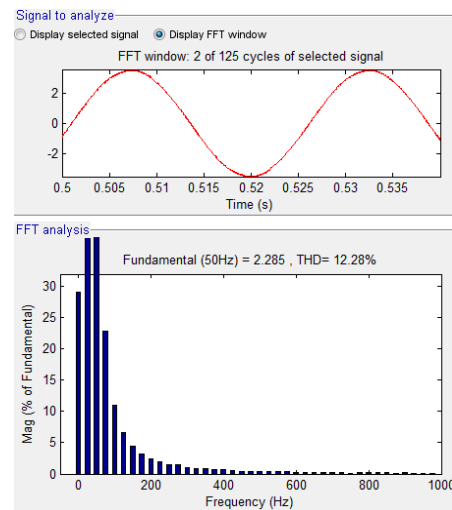 Signal to analyze
Display selected signal Display FFT window
FFT window: 2 of 125 cycles of selected signal
2
0
-2
0.5 0.505 0.51 0.515 0.52 0.525 0.53 0.535
Time (s)
FFT analysis
Fundamental (50Hz) = 2.285 , THD= 12.28%
30
25
20
15
10
5
0
Mag (% of Fundamental)
0 200 400 600 800 1000
Frequency (Hz)